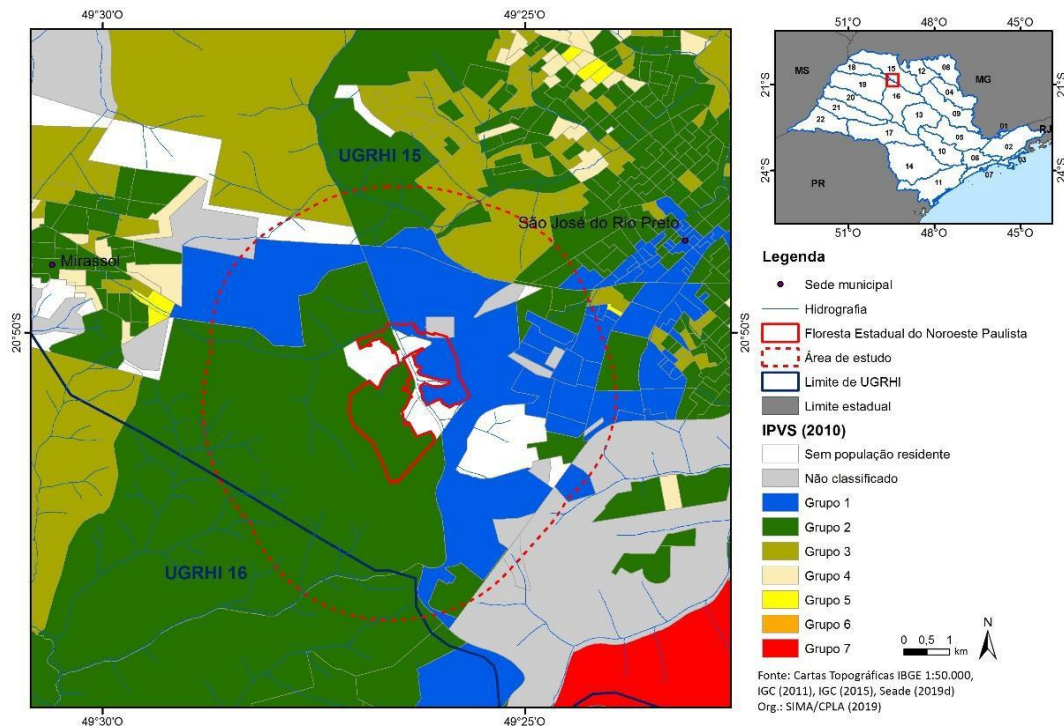 49°30'O
49°25'O
20°50'S
UGRHI 15
São José do Rio Preto
Mirassol
UGRHI 16
20°50'S
49°30'O
49°25'O
51°O
48°O
45°O
21°S
24°S
MS
MG
RJ
PR
18
15
12
08
19
04
20
16
21
13
09
22
17
05
01
02
10
06
03
07
14
11
21°S
24°S
51°O
48°O
45°O
Legenda
Sede municipal
Hidrografia
Floresta Estadual do Noroeste Paulista
Área de estudo
Limite de UGRHI
Limite estadual
IPVS (2010)
Sem população residente
Não classificado
Grupo 1
Grupo 2
Grupo 3
Grupo 4
Grupo 5
Grupo 6
Grupo 7
0 0,5 1
km
N
Fonte: Cartas Topográficas IBGE 1:50.000,
IGC (2011), IGC (2015), Seade (2019d)
Org.: SIMA/CPLA (2019)